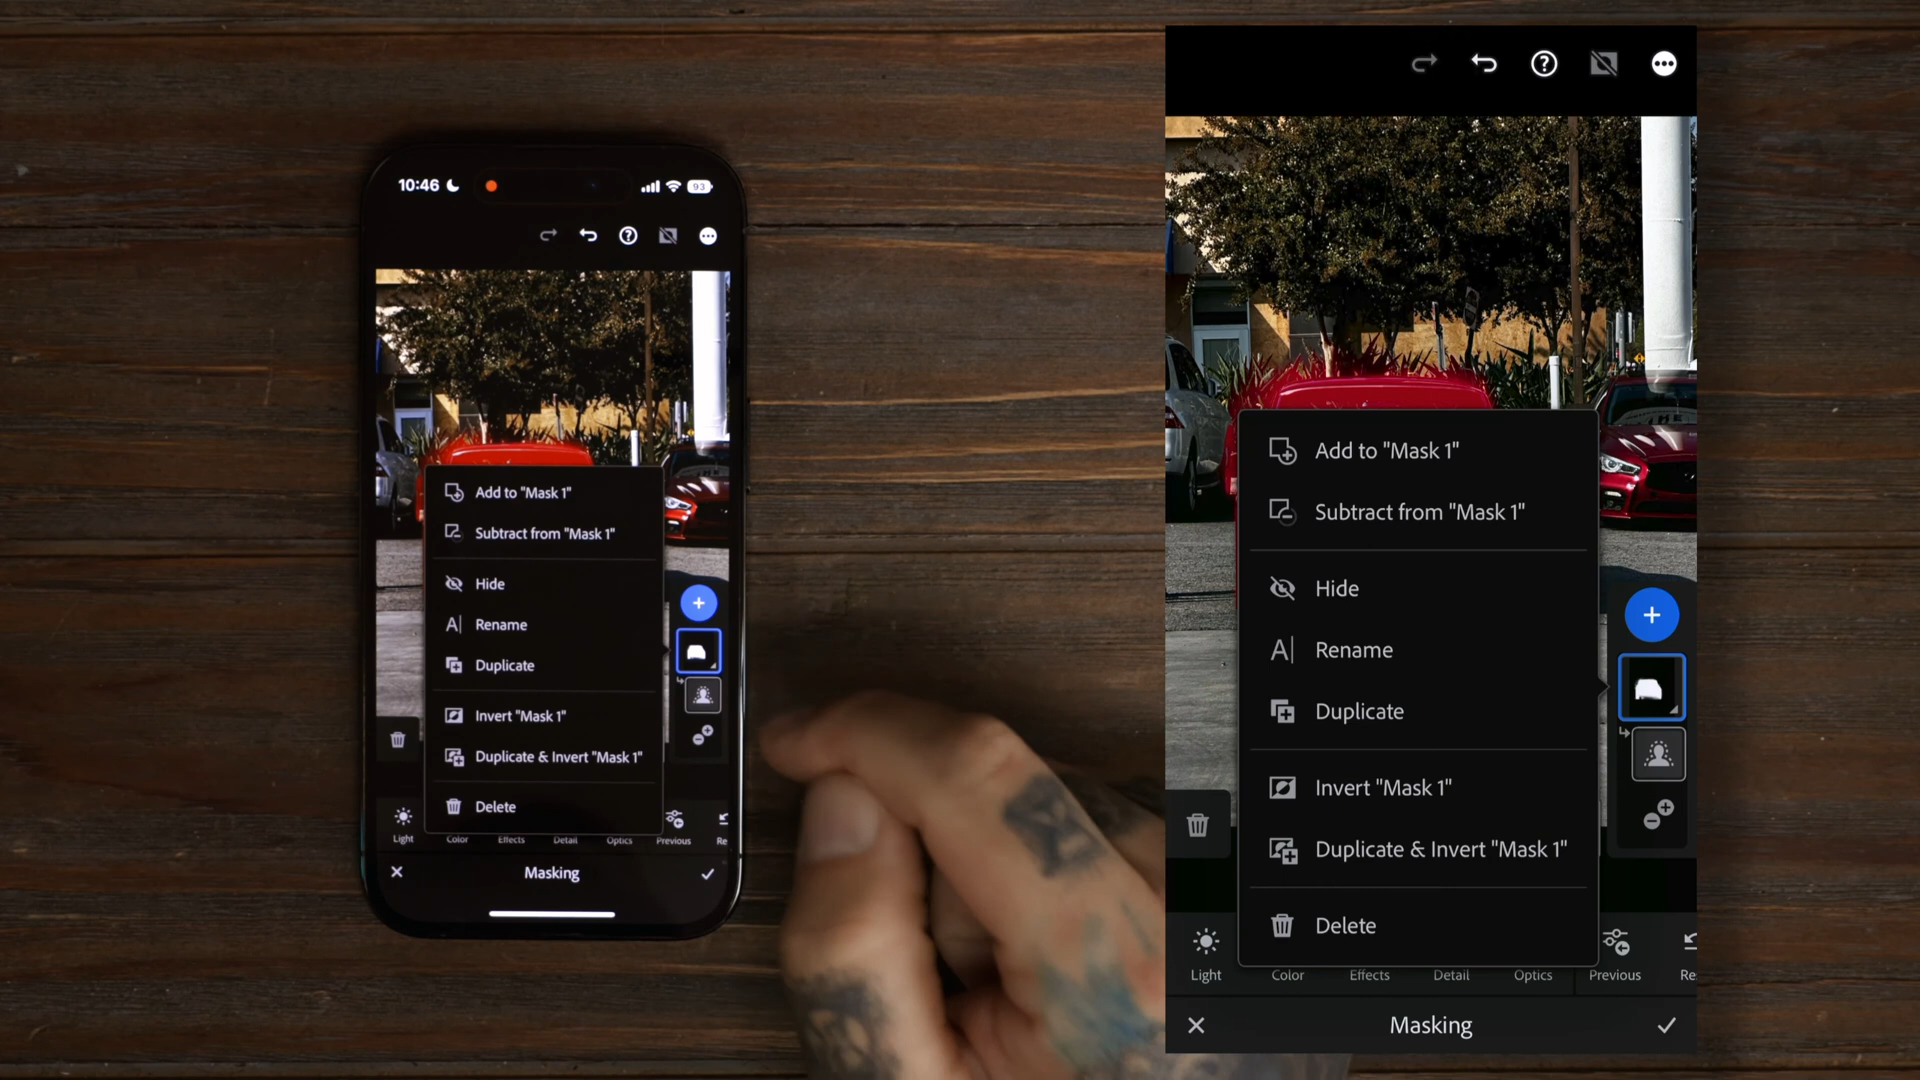 10:46
93
Add to "Mask 1"
Subtract from "Mask 1"
Hide
Rename
Duplicate
Invert "Mask 1"
Duplicate & Invert "Mask 1"
Delete
Light
Color
Effects
Detail
Optics
Previous
Re
Masking
Add to "Mask 1"
Subtract from "Mask 1"
Hide
Rename
Duplicate
Invert "Mask 1"
Duplicate & Invert "Mask 1"
Delete
Light
Color
Effects
Detail
Optics
Previous
Re
Masking